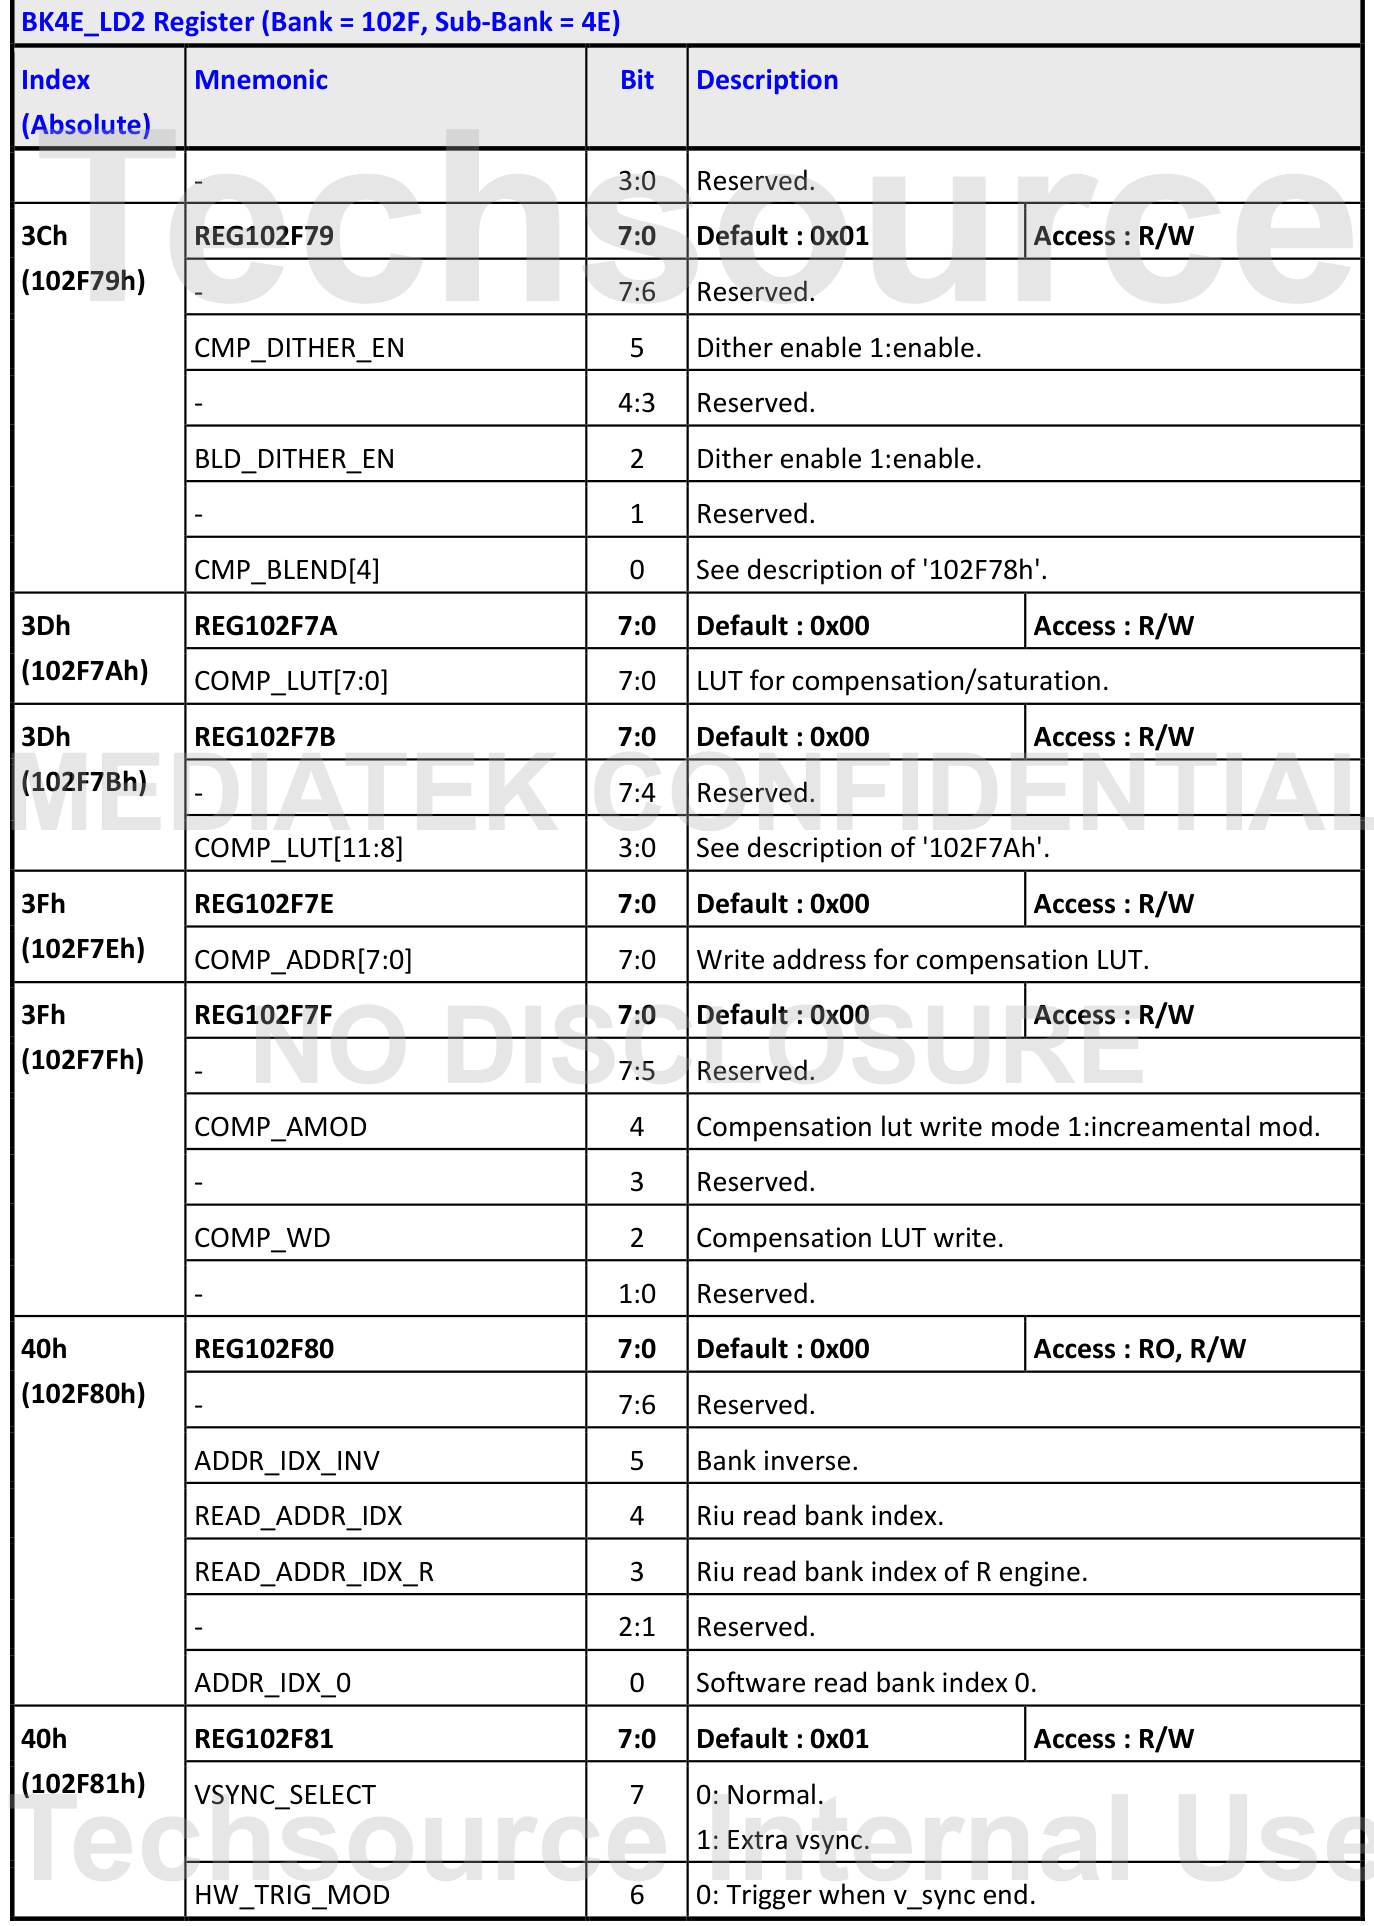 BK4E_LD2 Register (Bank = 102F, Sub-Bank = 4E)
Index (Absolute) Mnemonic Bit Description
- 3:0 Reserved.
3Ch (102F79h) REG102F79 7:0 Default : 0x01 Access : R/W
- 7:6 Reserved.
CMP_DITHER_EN 5 Dither enable 1:enable.
- 4:3 Reserved.
BLD_DITHER_EN 2 Dither enable 1:enable.
- 1 Reserved.
CMP_BLEND[4] 0 See description of '102F78h'.
3Dh (102F7Ah) REG102F7A 7:0 Default : 0x00 Access : R/W
COMP_LUT[7:0] 7:0 LUT for compensation/saturation.
3Dh (102F7Bh) REG102F7B 7:0 Default : 0x00 Access : R/W
- 7:4 Reserved.
COMP_LUT[11:8] 3:0 See description of '102F7Ah'.
3Fh (102F7Eh) REG102F7E 7:0 Default : 0x00 Access : R/W
COMP_ADDR[7:0] 7:0 Write address for compensation LUT.
3Fh (102F7Fh) REG102F7F 7:0 Default : 0x00 Access : R/W
- 7:5 Reserved.
COMP_AMOD 4 Compensation lut write mode 1:increamental mod.
- 3 Reserved.
COMP_WD 2 Compensation LUT write.
- 1:0 Reserved.
40h (102F80h) REG102F80 7:0 Default : 0x00 Access : RO, R/W
- 7:6 Reserved.
ADDR_IDX_INV 5 Bank inverse.
READ_ADDR_IDX 4 Riu read bank index.
READ_ADDR_IDX_R 3 Riu read bank index of R engine.
- 2:1 Reserved.
ADDR_IDX_0 0 Software read bank index 0.
40h (102F81h) REG102F81 7:0 Default : 0x01 Access : R/W
VSYNC_SELECT 7 0: Normal.
1: Extra vsync.
HW_TRIG_MOD 6 0: Trigger when v_sync end.
Techsource
MEDIATEK CONFIDENTIAL
NO DISCLOSURE
Techsource Internal Use